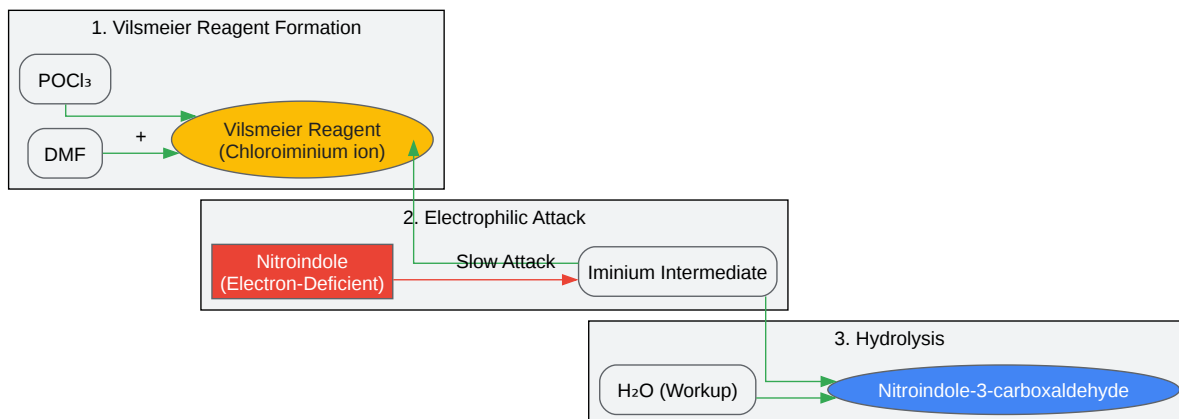 1. Vilsmeier Reagent Formation
POCl₃
+
DMF
Vilsmeier Reagent
(Chloroiminium ion)
2. Electrophilic Attack
Nitroindole
(Electron-Deficient)
Slow Attack
Iminium Intermediate
3. Hydrolysis
H₂O (Workup)
Nitroindole-3-carboxaldehyde